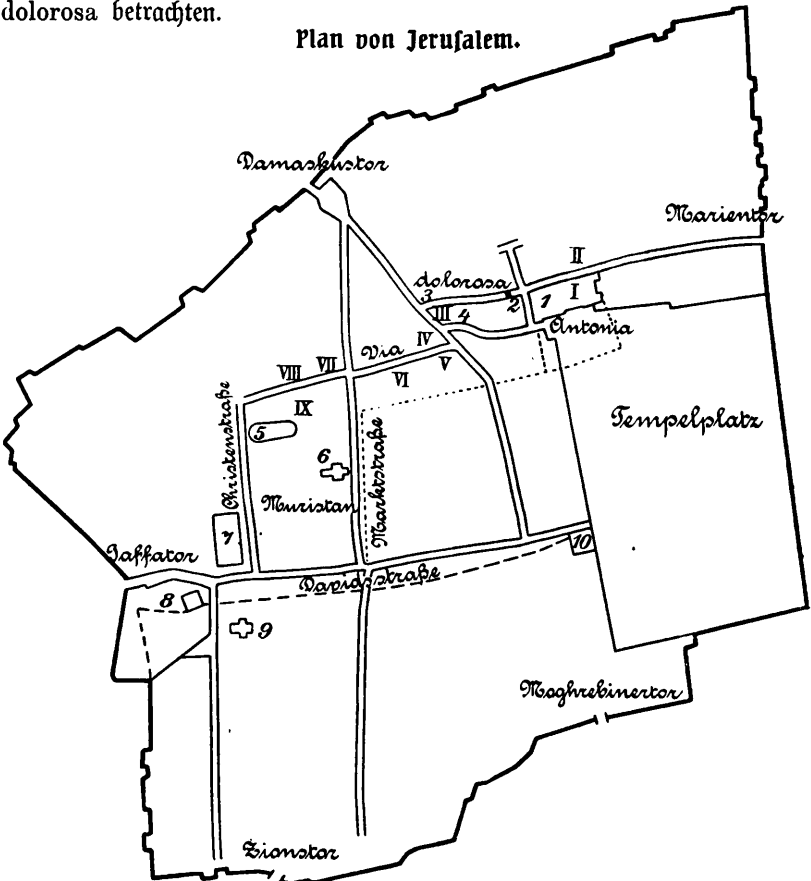 dolorosa betrachten.
Plan von Jerusalem.
Damaskustor
Marientor
II
dolorosa
3
2
1
I
III
4
Antonia
IV
Via
V
VIII
VII
VI
IX
Christenstraße
5
Tempelplatz
6
Marktstraße
Muristan
7
10
Jaffator
Davidsstraße
8
9
Moghrebinertor
Zionstor